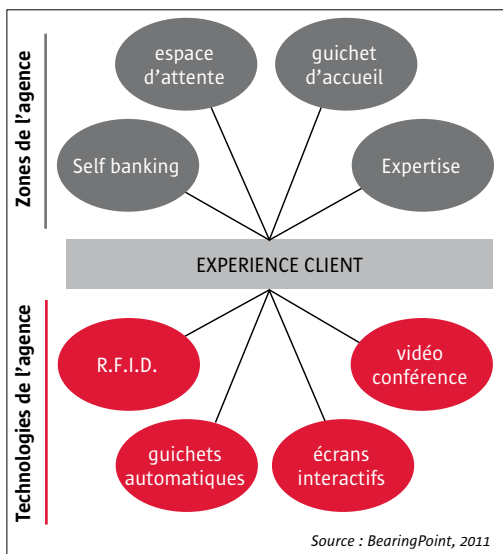 Zones de l'agence
espace
d'attente
guichet
d'accueil
Self banking
Expertise
EXPERIENCE CLIENT
Technologies de l'agence
R.F.I.D.
vidéo
conférence
guichets
automatiques
écrans
interactifs
Source : BearingPoint, 2011